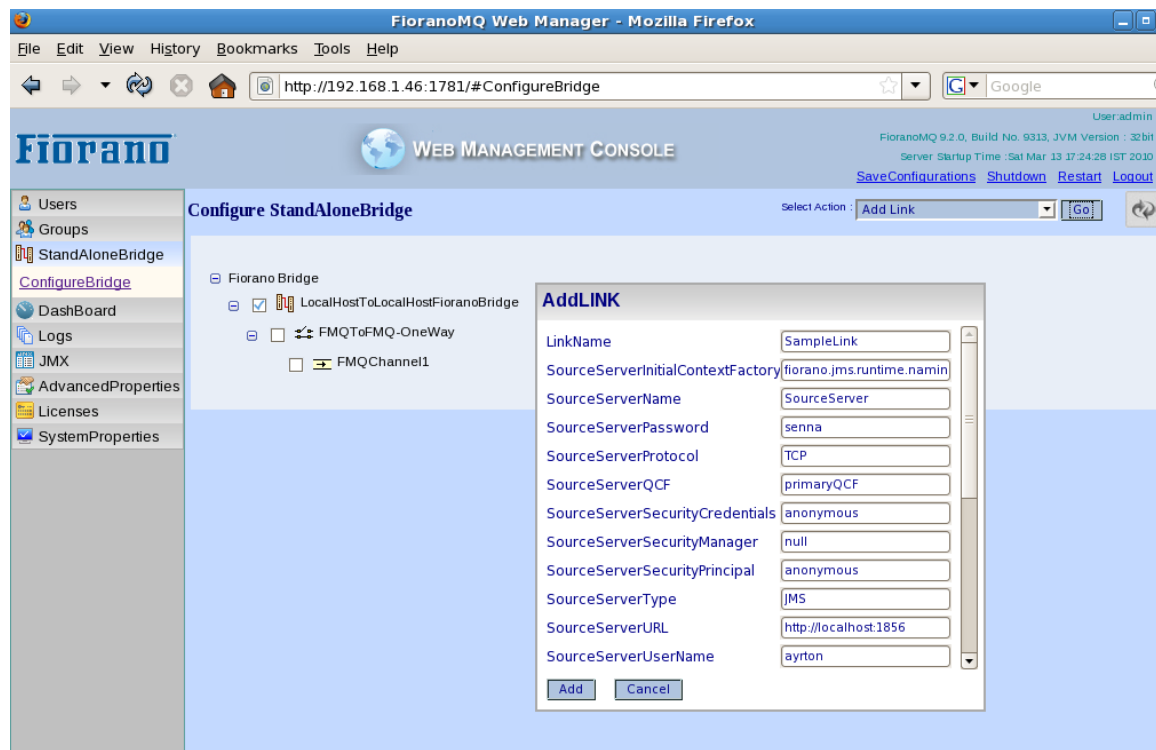 FioranoMQ Web Manager - Mozilla Firefox
File Edit View History Bookmarks Tools Help
http://192.168.1.46:1781/#ConfigureBridge
G Google
User:admin
Fiorano
WEB MANAGEMENT CONSOLE
FioranoMQ 9.2.0, Build No. 9313, JVM Version : 32bit
Server Startup Time :Sat Mar 13 17:24:28 IST 2010
SaveConfigurations Shutdown Restart Logout
Users
Groups
StandAloneBridge
ConfigureBridge
DashBoard
Logs
JMX
AdvancedProperties
Licenses
SystemProperties
Configure StandAloneBridge
Select Action : Add Link Go
Fiorano Bridge
LocalHostToLocalHostFioranoBridge
FMQToFMQ-OneWay
FMQChannel1
AddLINK
LinkName SampleLink
SourceServerInitialContextFactory fiorano.jms.runtime.namin
SourceServerName SourceServer
SourceServerPassword senna
SourceServerProtocol TCP
SourceServerQCF primaryQCF
SourceServerSecurityCredentials anonymous
SourceServerSecurityManager null
SourceServerSecurityPrincipal anonymous
SourceServerType JMS
SourceServerURL http://localhost:1856
SourceServerUserName ayrton
Add Cancel